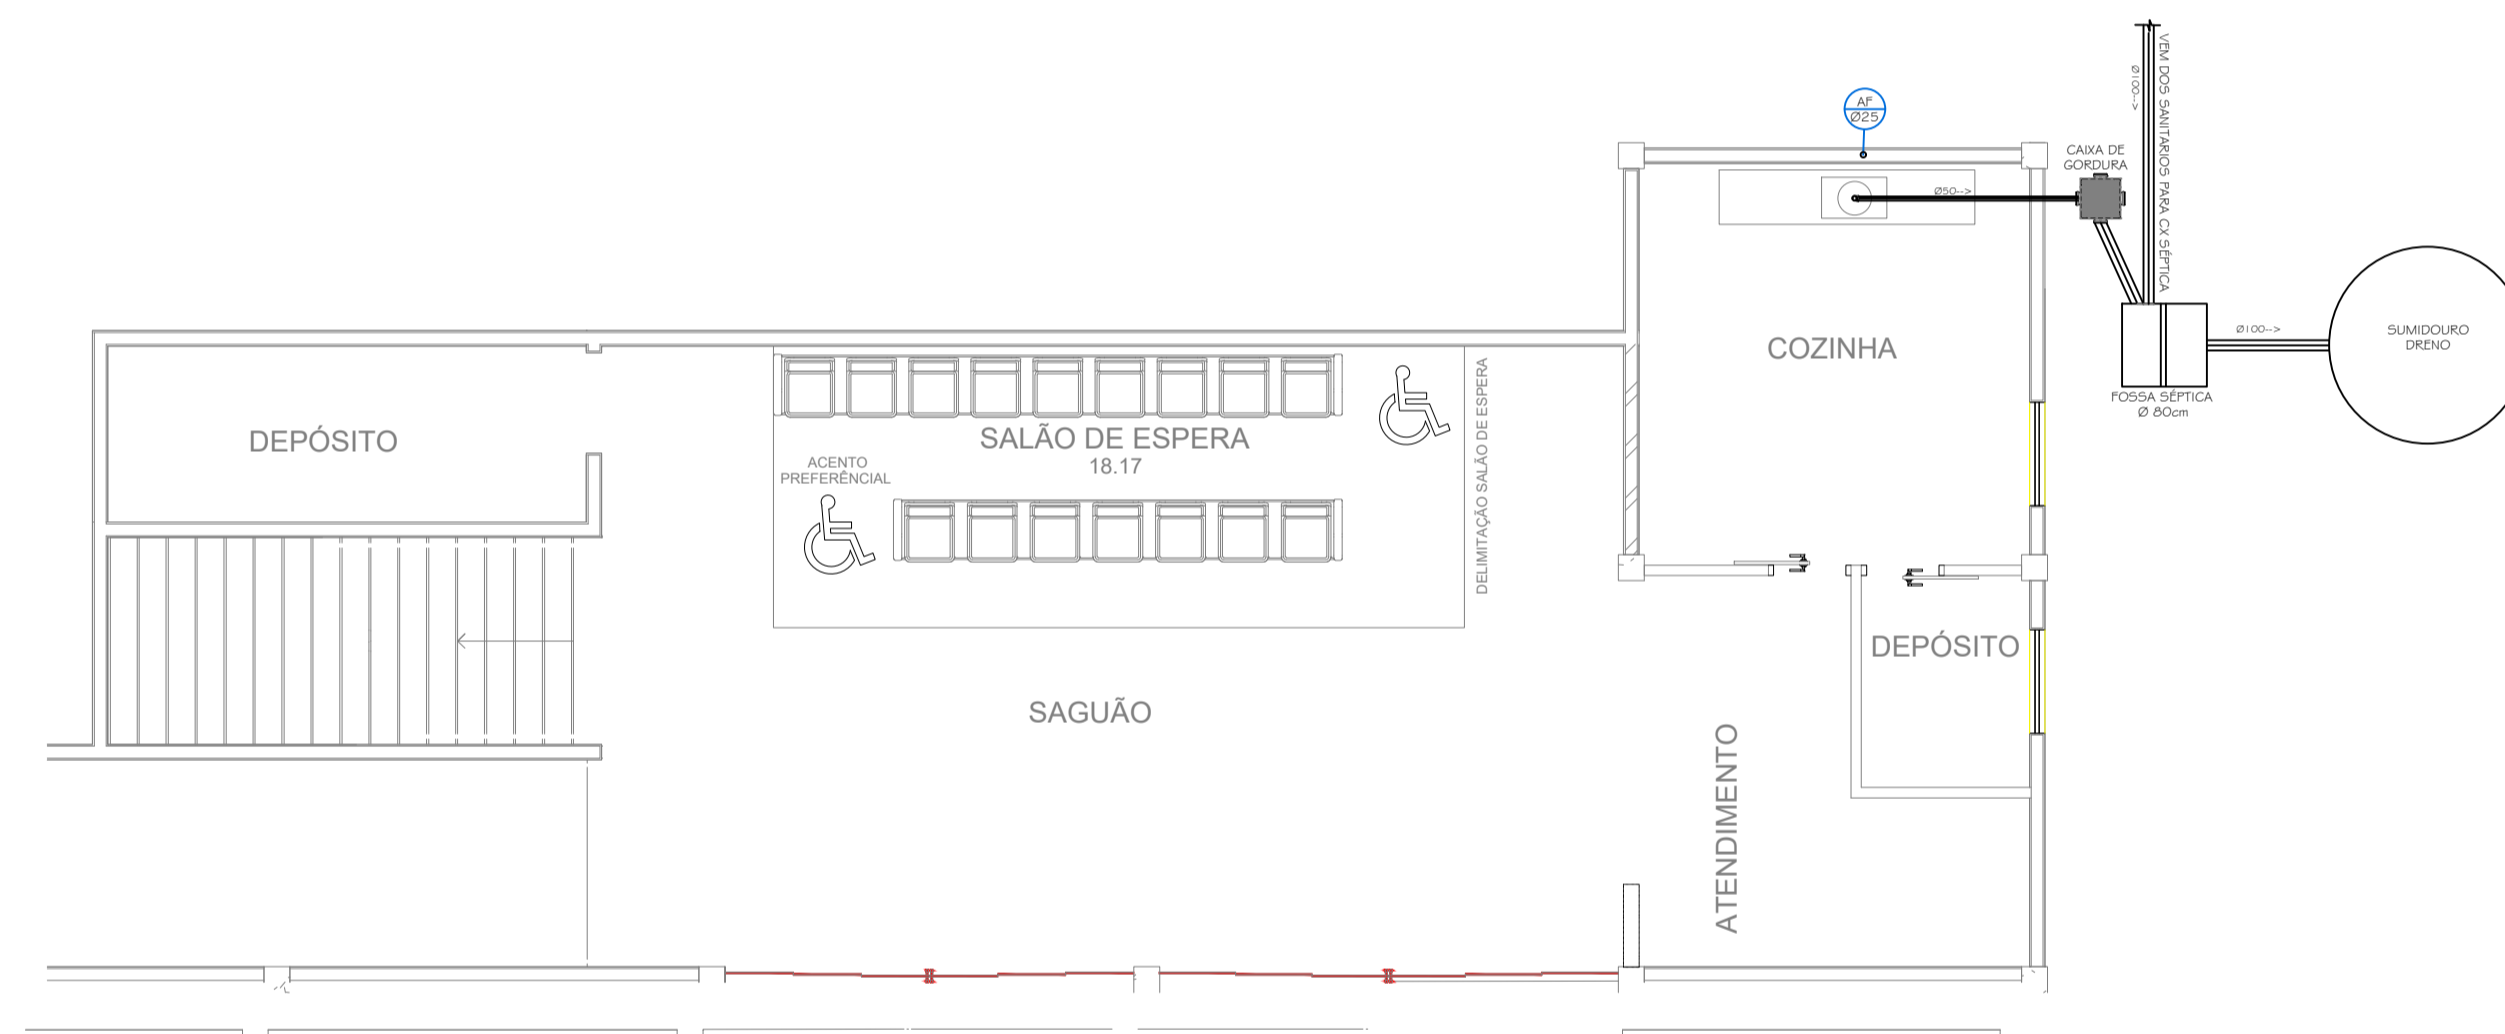 AF
Ø25
Ø100-->
VEM DOS SANITARIOS PARA CX SÉPTICA
CAIXA DE
GORDURA
Ø50-->
COZINHA
Ø100-->
SUMIDOURO
DRENO
FOSSA SÉPTICA
Ø 80cm
DEPÓSITO
SALÃO DE ESPERA
18.17
ACENTO
PREFERÊNCIAL
DELIMITAÇÃO SALÃO DE ESPERA
DEPÓSITO
SAGUÃO
ATENDIMENTO